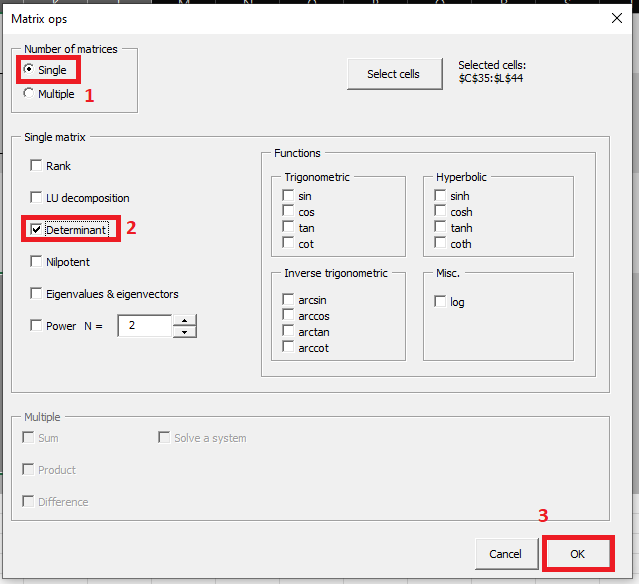 Matrix ops
Number of matrices
Single
Multiple
1
Select cells
Selected cells:
$C$35:$L$44
Single matrix
Rank
LU decomposition
Determinant
2
Nilpotent
Eigenvalues & eigenvectors
Power N = 2
Functions
Trigonometric
sin
cos
tan
cot
Hyperbolic
sinh
cosh
tanh
coth
Inverse trigonometric
arcsin
arccos
arctan
arccot
Misc.
log
Multiple
Sum
Solve a system
Product
Difference
3
Cancel
OK